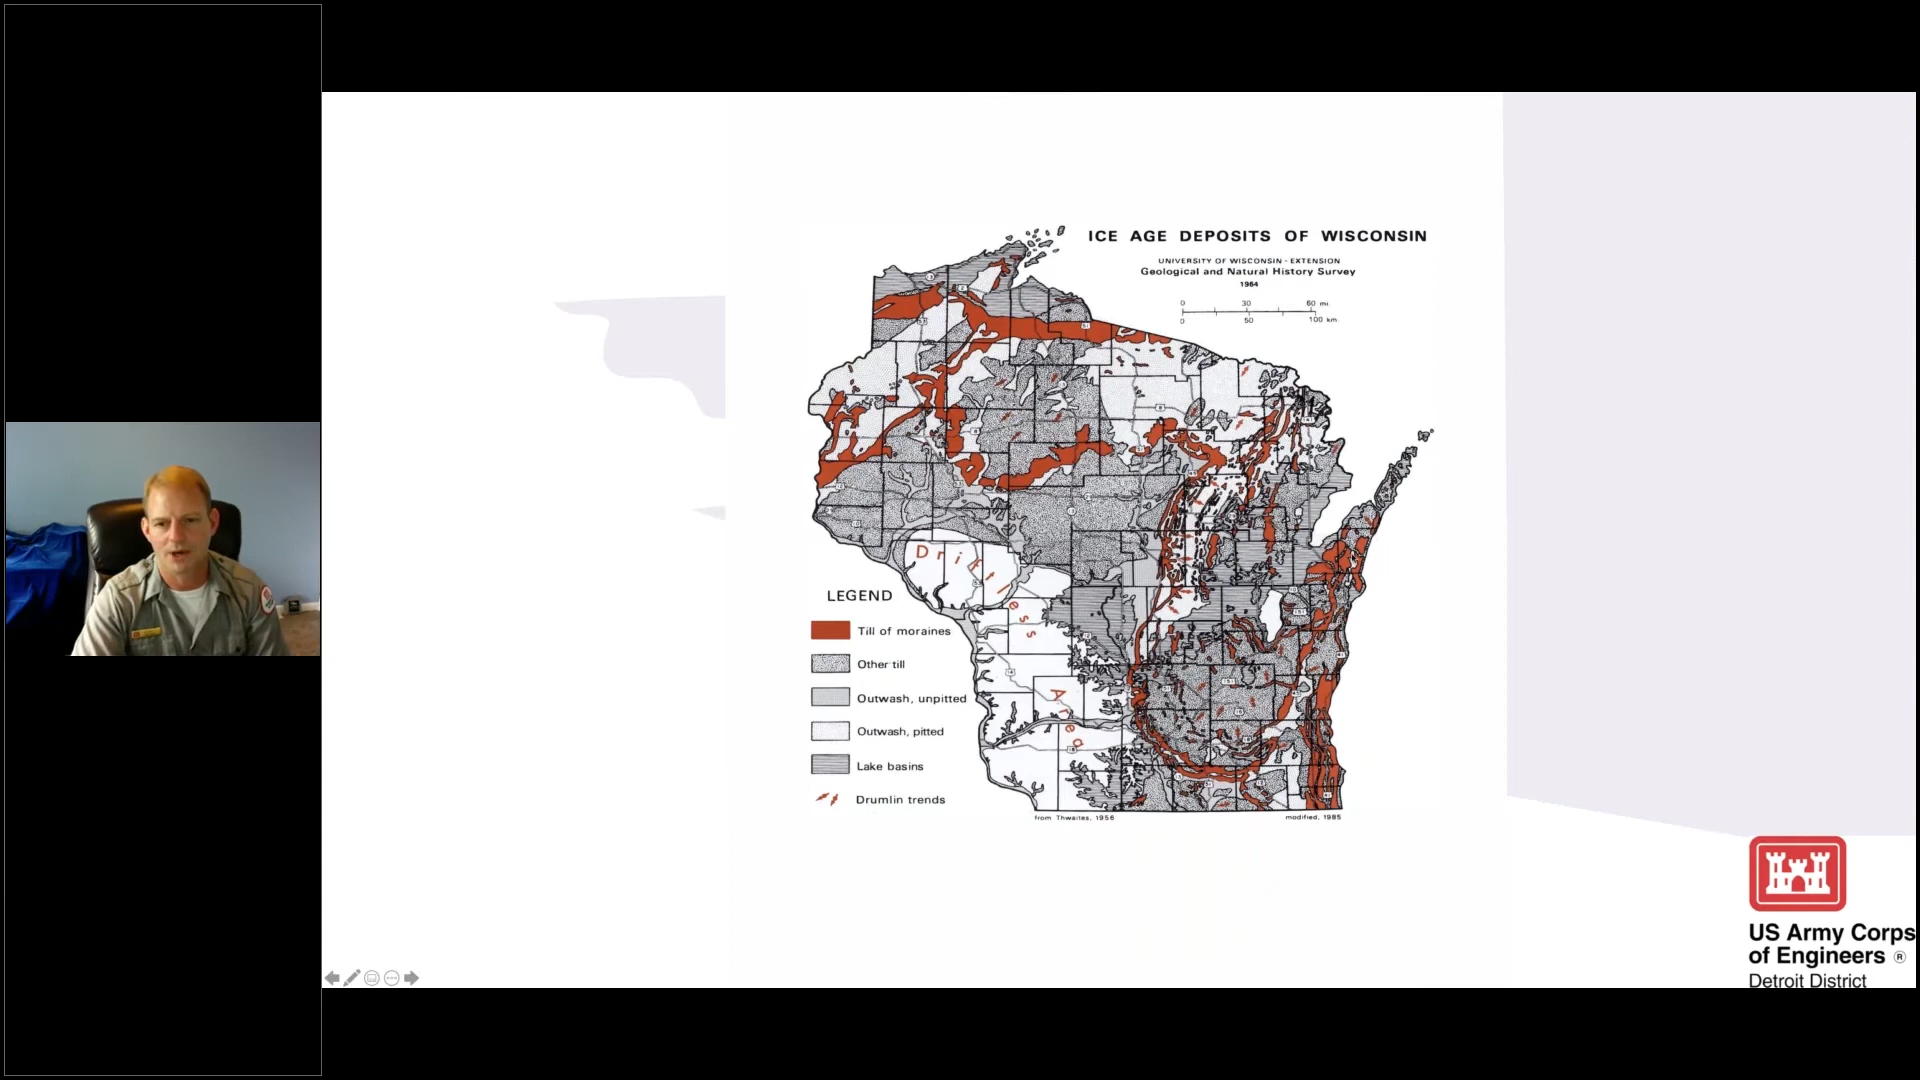 ICE AGE DEPOSITS OF WISCONSIN
UNIVERSITY OF WISCONSIN - EXTENSION
Geological and Natural History Survey
1964
0 30 60 mi.
0 50 100 km.
Driftless
Area
LEGEND
Till of moraines
Other till
Outwash, unpitted
Outwash, pitted
Lake basins
Drumlin trends
from Thwaites, 1956
modified, 1985
US Army Corps
of Engineers ®
Detroit District